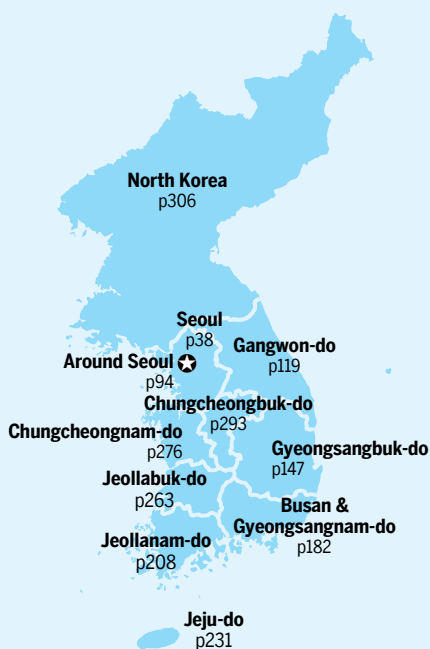 North Korea
p306
Seoul
p38
Gangwon-do
p119
Around Seoul
p94
Chungcheongbuk-do
p293
Chungcheongnam-do
p276
Gyeongsangbuk-do
p147
Jeollabuk-do
p263
Busan &
Gyeongsangnam-do
p182
Jeollanam-do
p208
Jeju-do
p231